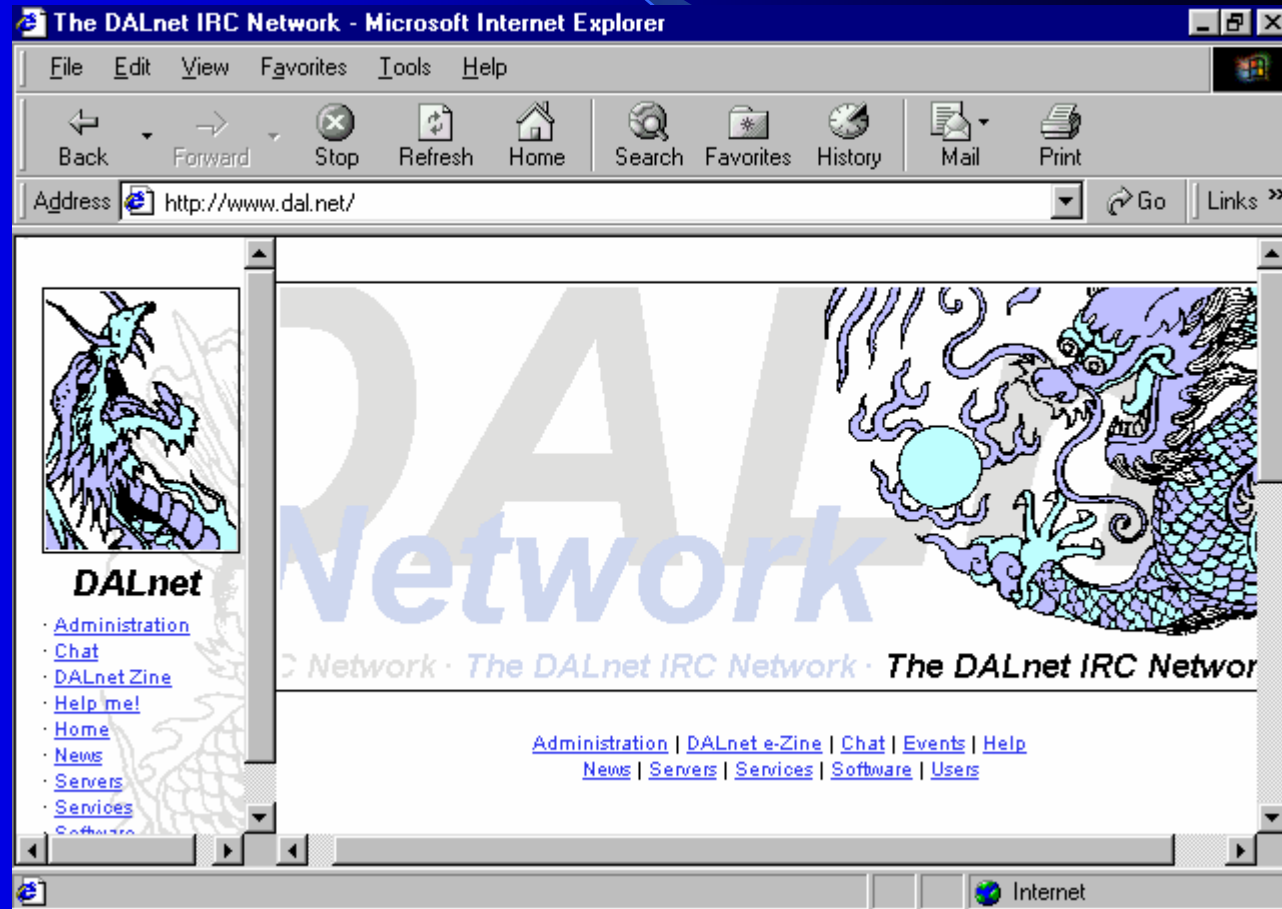 The DALnet IRC Network - Microsoft Internet Explorer
File Edit View Favorites Tools Help
Back Forward Stop Refresh Home Search Favorites History Mail Print
Address http://www.dal.net/ Go Links »
DALnet
· Administration
· Chat
· DALnet Zine
· Help me!
· Home
· News
· Servers
· Services
· Software
DAL
Network
C Network · The DALnet IRC Network · The DALnet IRC Networ
Administration | DALnet e-Zine | Chat | Events | Help
News | Servers | Services | Software | Users
Internet